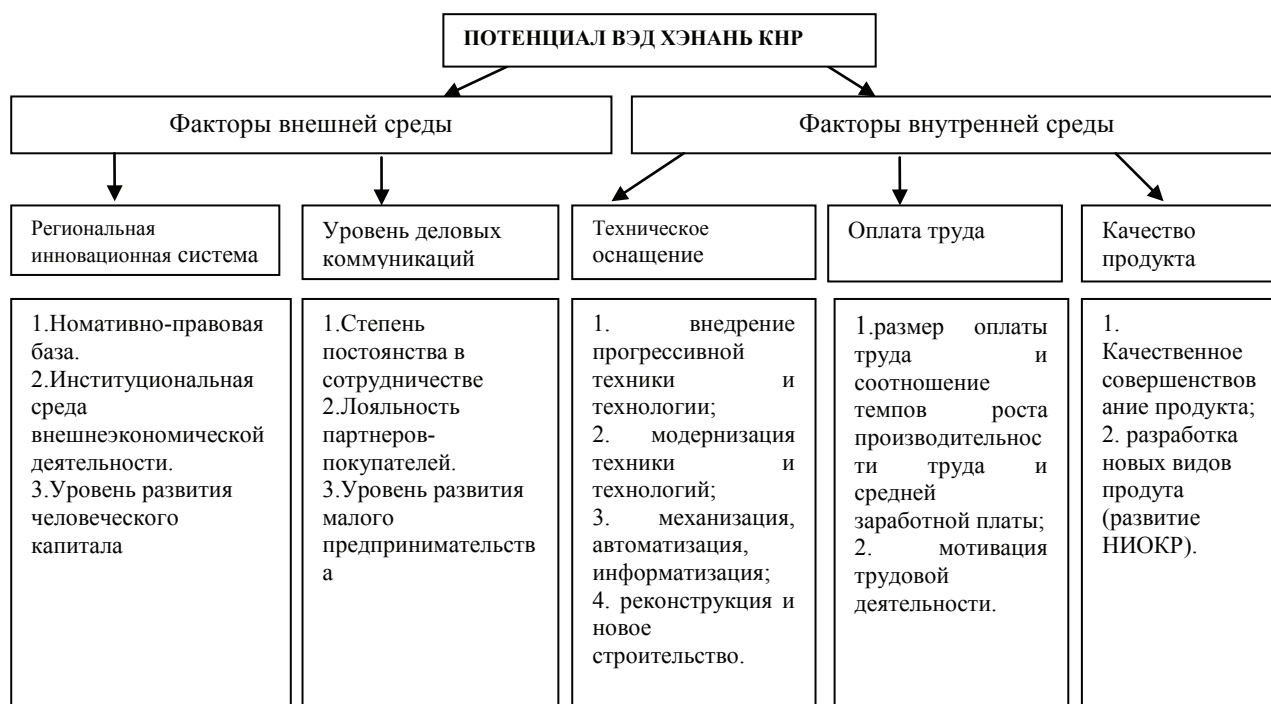 ПОТЕНЦИАЛ ВЭД ХЭНАНЬ КНР
Факторы внешней среды
Факторы внутренней среды
Региональная
инновационная система
Уровень деловых
коммуникаций
Техническое
оснащение
Оплата труда
Качество
продукта
1.Номативно-правовая
база.
2.Институциональная
среда
внешнеэкономической
деятельности.
3.Уровень развития
человеческого
капитала
1.Степень
постоянства в
сотрудничестве
2.Лояльность
партнеров-
покупателей.
3.Уровень развития
малого
предпринимательств
а
1. внедрение
прогрессивной
техники и
технологии;
2. модернизация
техники и
технологий;
3. механизация,
автоматизация,
информатизация;
4. реконструкция и
новое
строительство.
1.размер оплаты
труда и
соотношение
темпов роста
производительнос
ти труда и
средней
заработной платы;
2. мотивация
трудовой
деятельности.
1.
Качественное
совершенствов
ание продукта;
2. разработка
новых видов
продута
(развитие
НИОКР).